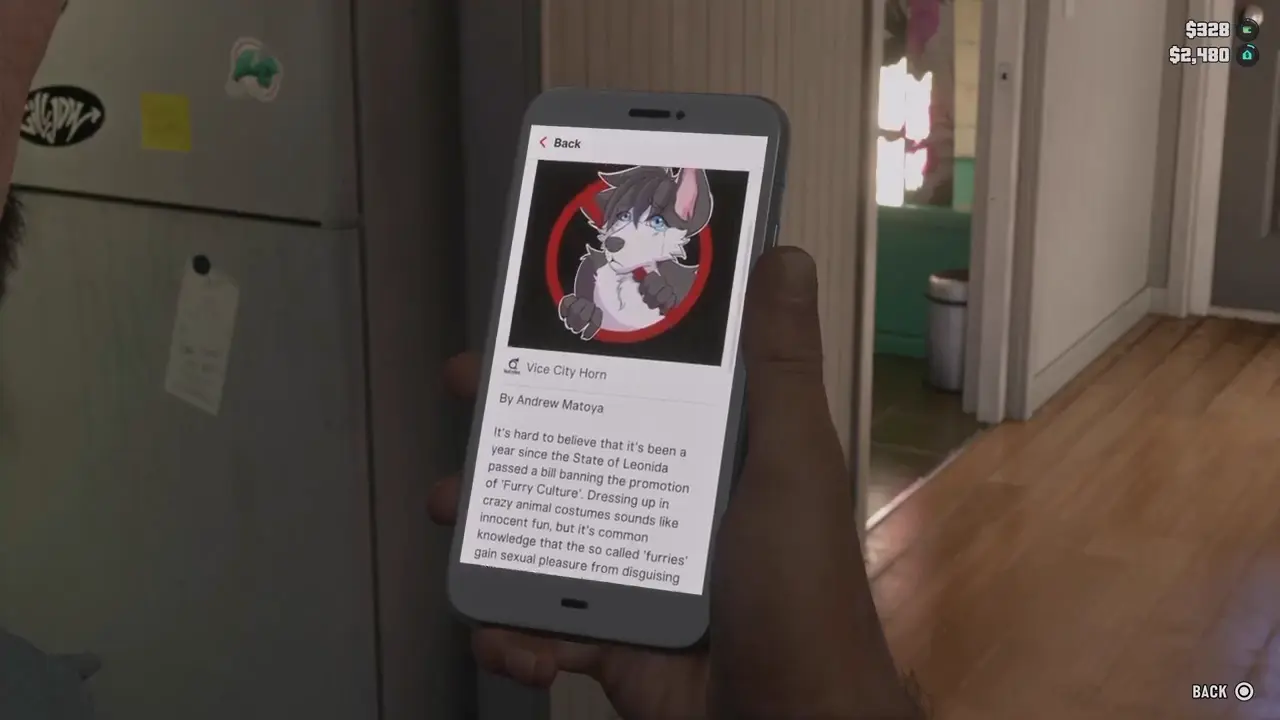 $328
$2,480
Back
Vice City Horn
By Andrew Matoya
It's hard to believe that it's been a
year since the State of Leonida
passed a bill banning the promotion
of 'Furry Culture'. Dressing up in
crazy animal costumes sounds like
innocent fun, but it's common
knowledge that the so called 'furries'
gain sexual pleasure from disguising
BACK